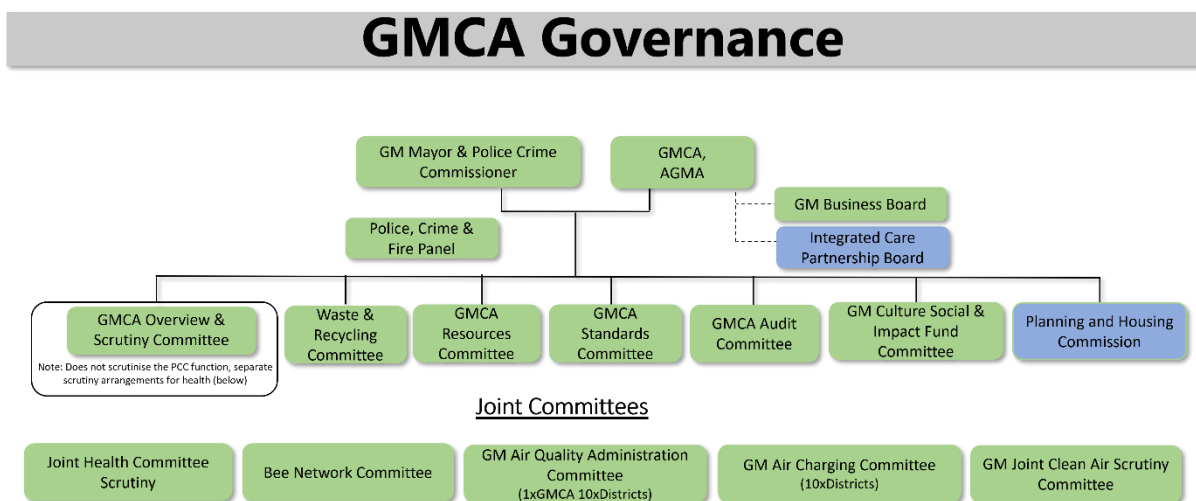 GMCA Governance
GM Mayor & Police Crime
Commissioner
GMCA,
AGMA
GM Business Board
Police, Crime &
Fire Panel
Integrated Care
Partnership Board
GMCA Overview &
Scrutiny Committee
Note: Does not scrutinise the PCC function, separate
scrutiny arrangements for health (below)
Waste &
Recycling
Committee
GMCA
Resources
Committee
GMCA
Standards
Committee
GMCA Audit
Committee
GM Culture Social &
Impact Fund
Committee
Planning and Housing
Commission
Joint Committees
Joint Health Committee
Scrutiny
Bee Network Committee
GM Air Quality Administration
Committee
(1xGMCA 10xDistricts)
GM Air Charging Committee
(10xDistricts)
GM Joint Clean Air Scrutiny
Committee